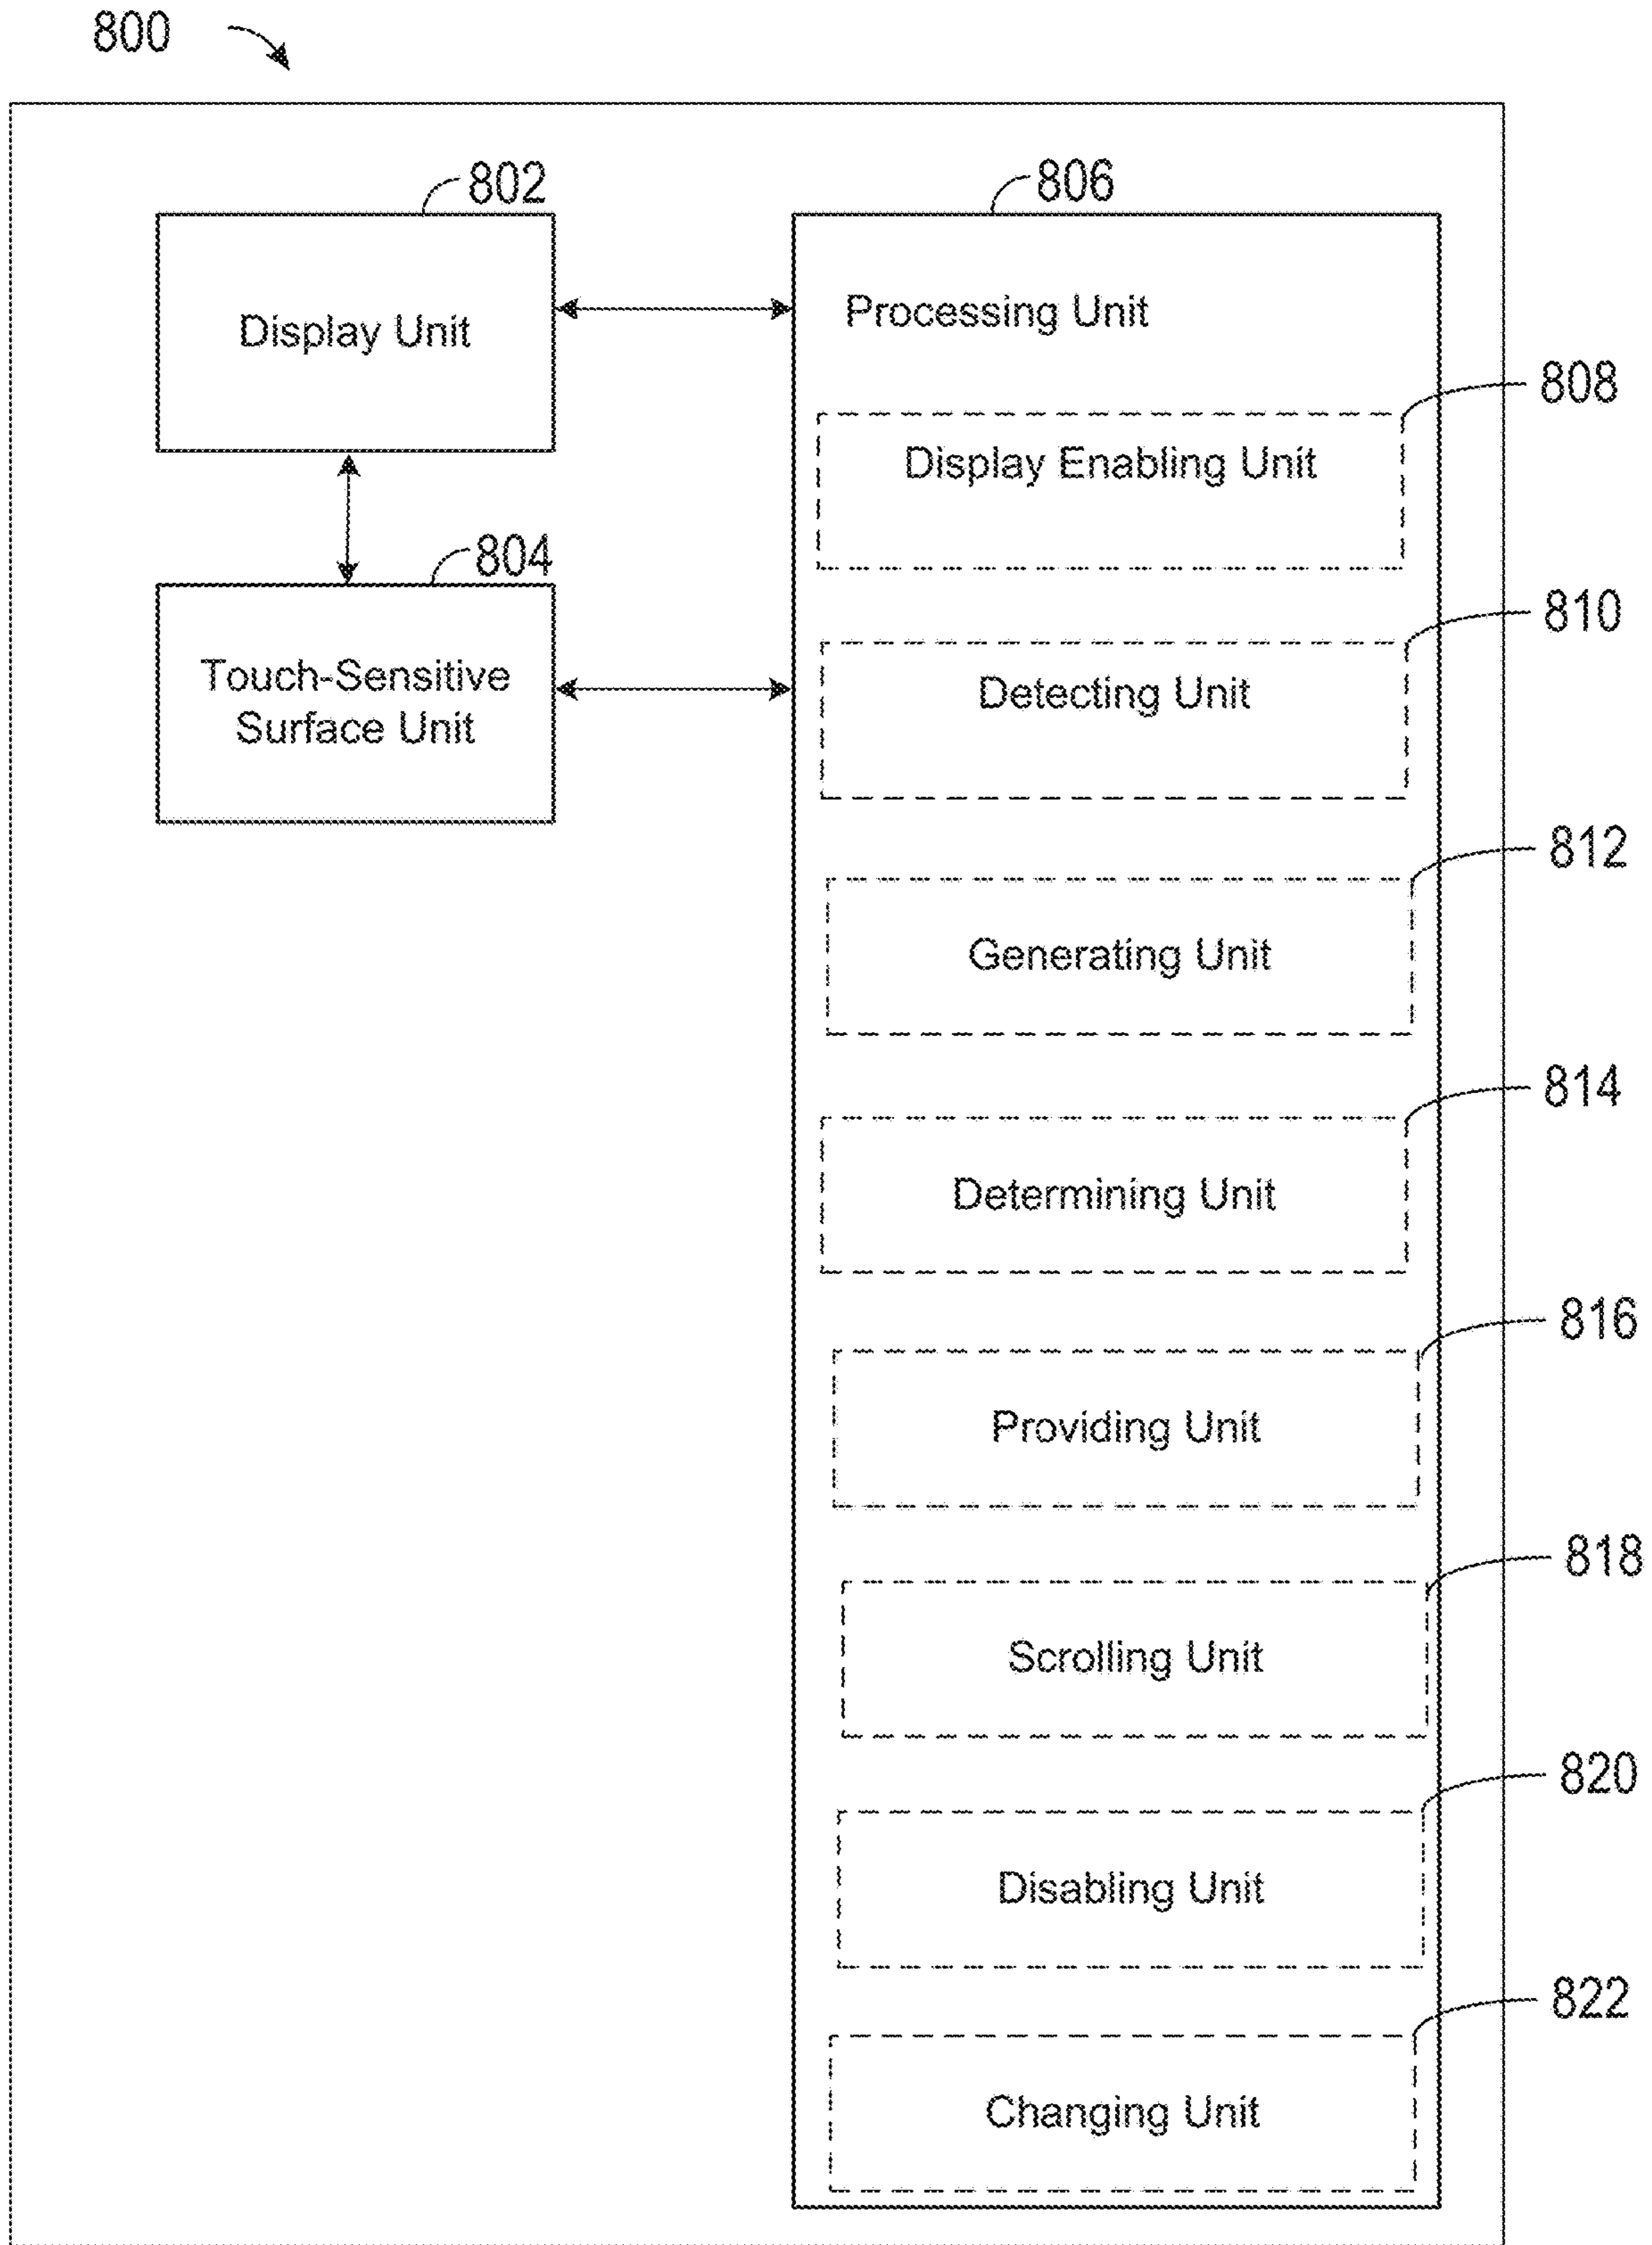 800
802
Display Unit
804
Touch-Sensitive
Surface Unit
806
Processing Unit
808
Display Enabling Unit
810
Detecting Unit
812
Generating Unit
814
Determining Unit
816
Providing Unit
818
Scrolling Unit
820
Disabling Unit
822
Changing Unit